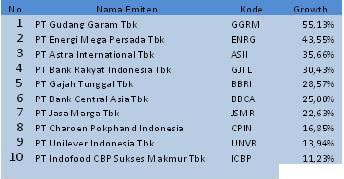 No. Nama Emiten Kode Growth
1 PT Gudang Garam Tbk GGRM 55,13%
2 PT Energi Mega Persada Tbk ENRG 43,55%
3 PT Astra International Tbk ASII 35,66%
4 PT Bank Rakyat Indonesia Tbk GJTL 30,43%
5 PT Gajah Tunggal Tbk BBRI 28,57%
6 PT Bank Central Asia Tbk BBCA 25,00%
7 PT Jasa Marga Tbk JSMR 22,63%
8 PT Charoen Pokphand Indonesia CPIN 16,85%
9 PT Unilever Indonesia Tbk UNVR 13,94%
10 PT Indofood CBP Sukses Makmur Tbk ICBP 11,23%